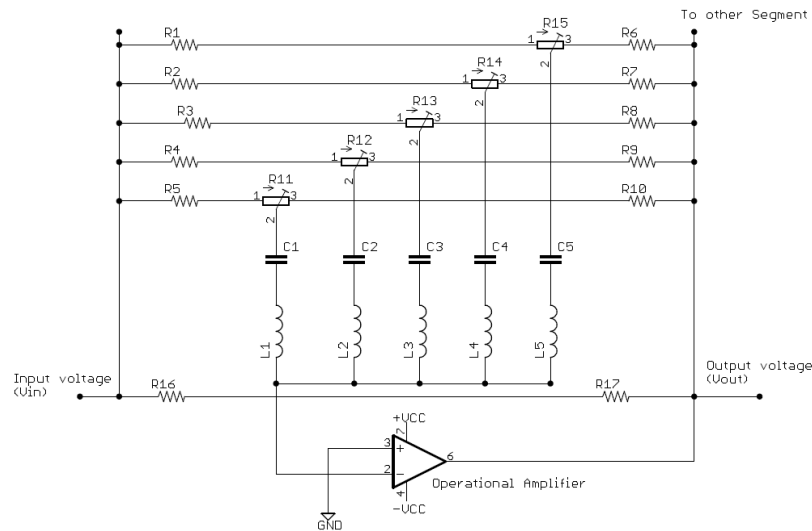 To other Segment
R1
R15
R6
1
3
2
R2
R14
R7
1
3
2
R3
R13
R8
1
3
2
R4
R12
R9
1
3
2
R5
R11
R10
1
3
2
C1
C2
C3
C4
C5
L1
L2
L3
L4
L5
Input voltage
(Vin)
R16
R17
Output voltage
(Vout)
+VCC
7
3
+
6
2
-
4
-VCC
Operational Amplifier
GND